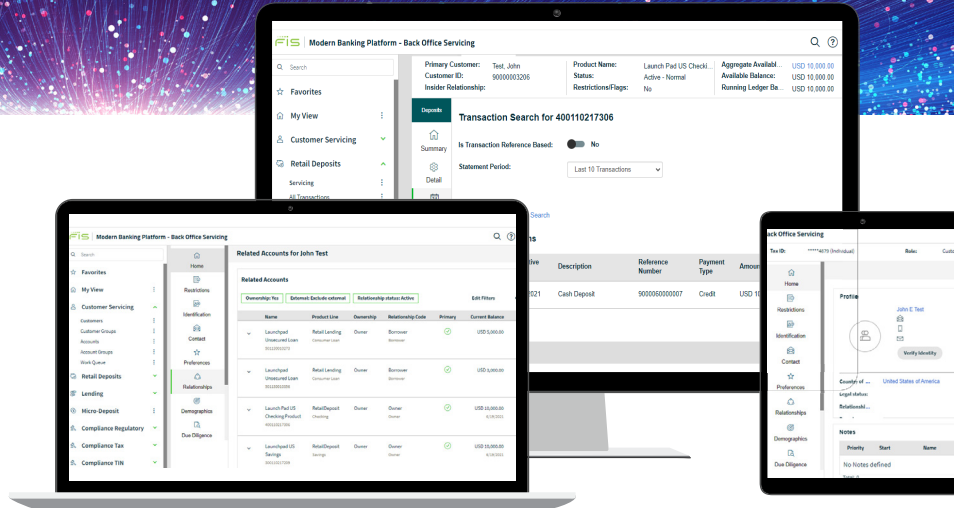 FIS Modern Banking Platform - Back Office Servicing
Search
Favorites
My View
Customer Servicing
Retail Deposits
Servicing
All Transactions
Primary Customer: Test, John
Customer ID: 90000003206
Insider Relationship:
Product Name: Launch Pad US Checki...
Status: Active - Normal
Restrictions/Flags: No
Aggregate Availabl... USD 10,000.00
Available Balance: USD 10,000.00
Running Ledger Ba... USD 10,000.00
Deposits
Summary
Detail
Transaction Search for 400110217306
Is Transaction Reference Based: No
Statement Period: Last 10 Transactions
Search
ns
tive Description Reference Number Payment Type Amoun
2021 Cash Deposit 9000060000007 Credit USD 10
FIS Modern Banking Platform - Back Office Servicing
Search
Favorites
My View
Customer Servicing
Customers
Customer Groups
Accounts
Account Groups
Work Queue
Retail Deposits
Lending
Micro-Deposit
Compliance Regulatory
Compliance Tax
Compliance TIN
Home
Restrictions
Identification
Contact
Preferences
Relationships
Demographics
Due Diligence
Related Accounts for John Test
Related Accounts
Ownership: Yes External: Exclude external Relationship status: Active Edit Filters
Name Product Line Ownership Relationship Code Primary Current Balance
Launchpad Retail Lending Owner Borrower USD 5,000.00
Unsecured Loan Consumer Loan Borrower
Launchpad Retail Lending Owner Borrower
Unsecured Loan Consumer Loan Borrower
Launch Pad US RetailDeposit Owner Owner USD 10,000.00
Checking Product Checking Owner
400110217306
Launchpad US RetailDeposit Owner Owner USD 10,000.00
Savings Savings Owner
ack Office Servicing
Tax ID: *****4679 (Individual) Role: Custo
Home
Restrictions
Identification
Contact
Preferences
Relationships
Demographics
Due Diligence
Profile
John E Test
Verify Identity
Country of ... United States of America
Legal status:
Relationshi...
Notes
Priority Start Name
No Notes defined